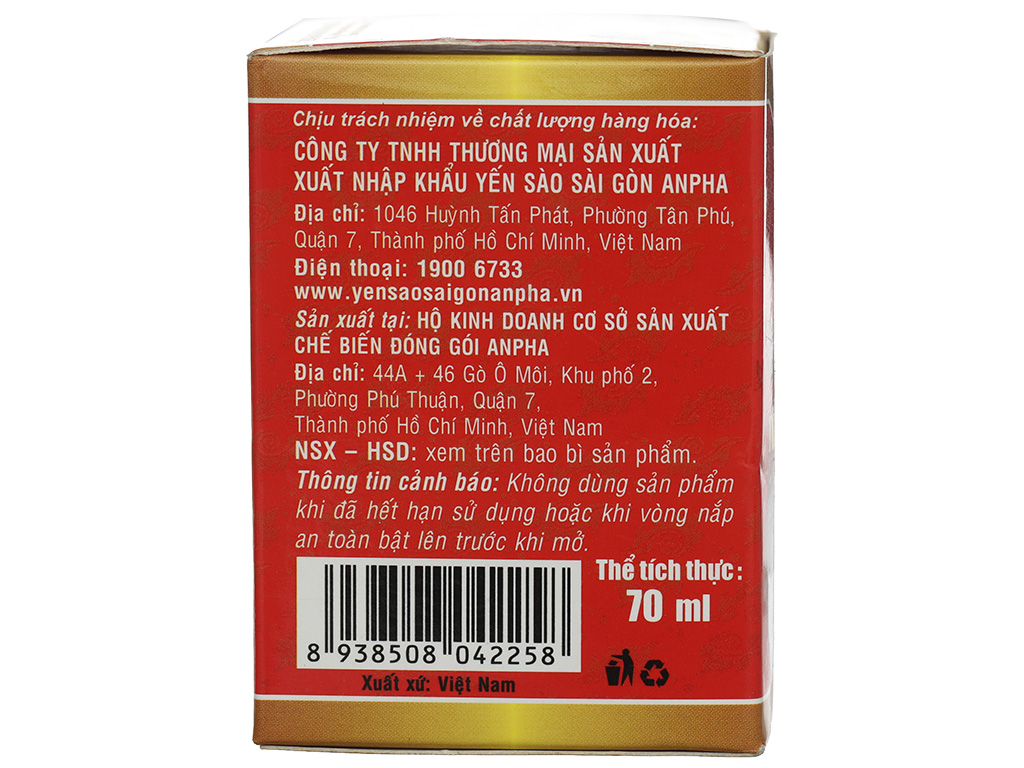 Chịu trách nhiệm về chất lượng hàng hóa:
CÔNG TY TNHH THƯƠNG MẠI SẢN XUẤT
XUẤT NHẬP KHẨU YẾN SÀO SÀI GÒN ANPHA
Địa chỉ: 1046 Huỳnh Tấn Phát, Phường Tân Phú,
Quận 7, Thành phố Hồ Chí Minh, Việt Nam
Điện thoại: 1900 6733
www.yensaosaigonanpha.vn
Sản xuất tại: HỘ KINH DOANH CƠ SỞ SẢN XUẤT
CHẾ BIẾN ĐÓNG GÓI ANPHA
Địa chỉ: 44A + 46 Gò Ô Môi, Khu phố 2,
Phường Phú Thuận, Quận 7,
Thành phố Hồ Chí Minh, Việt Nam
NSX – HSD: xem trên bao bì sản phẩm.
Thông tin cảnh báo: Không dùng sản phẩm
khi đã hết hạn sử dụng hoặc khi vòng nắp
an toàn bật lên trước khi mở.
Thể tích thực:
70 ml
8 938508 042258
Xuất xứ: Việt Nam